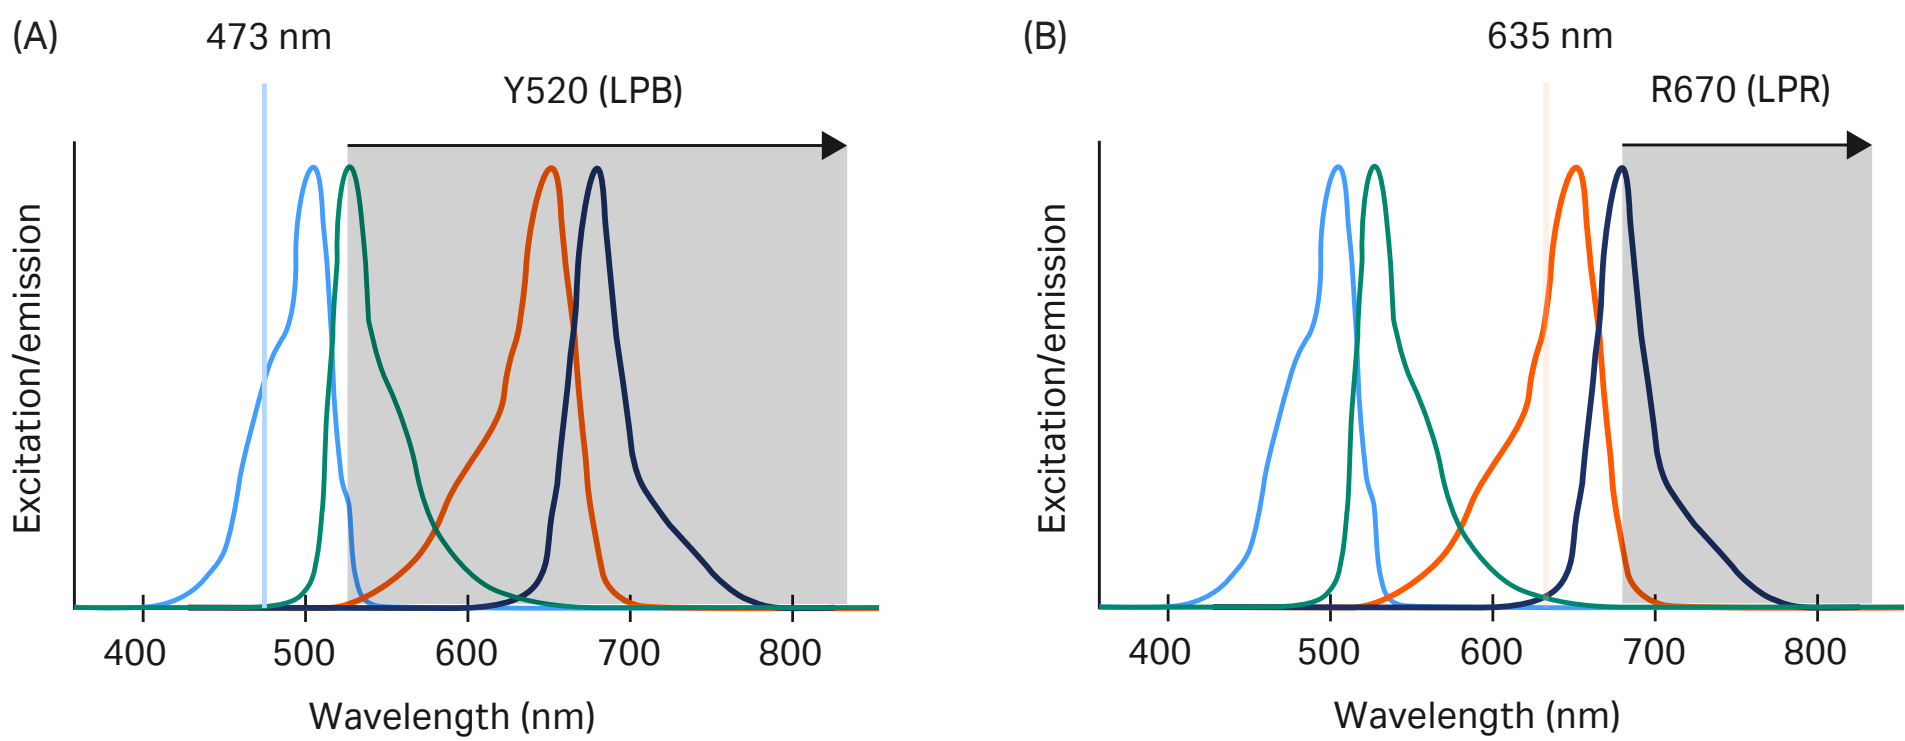 (A)
473 nm
Y520 (LPB)
Excitation/emission
400 500 600 700 800
Wavelength (nm)
(B)
635 nm
R670 (LPR)
Excitation/emission
400 500 600 700 800
Wavelength (nm)